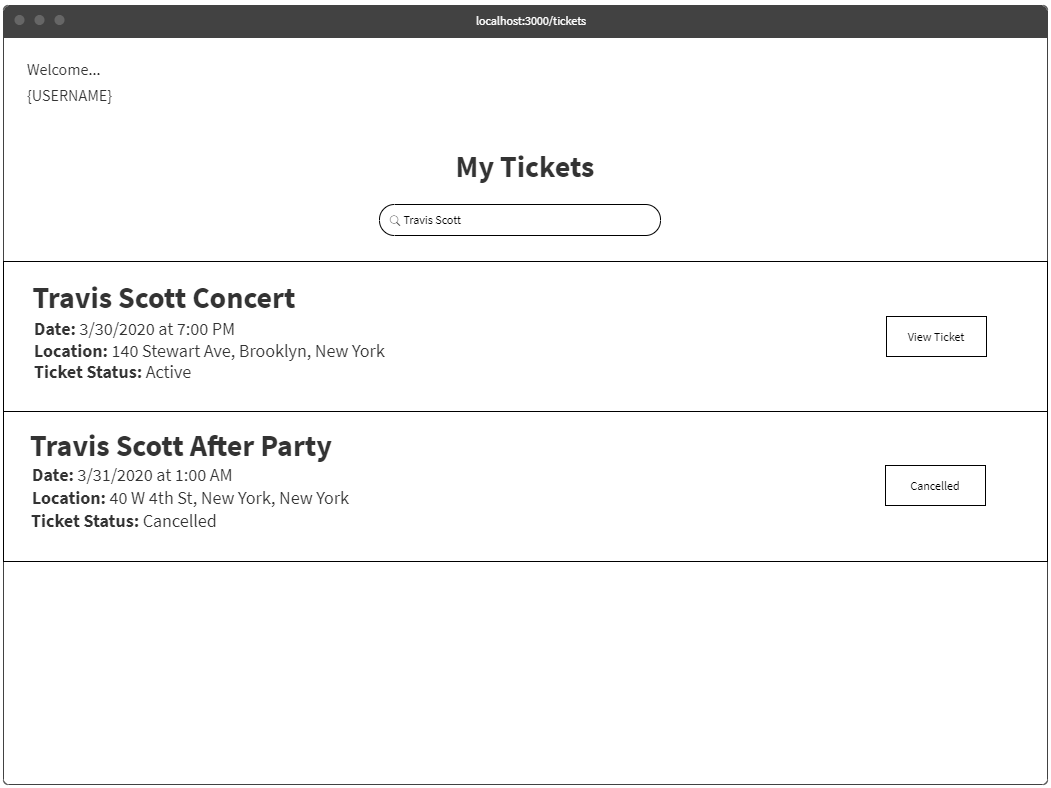 localhost:3000/tickets
Welcome...
{USERNAME}
My Tickets
Travis Scott
Travis Scott Concert
Date: 3/30/2020 at 7:00 PM
Location: 140 Stewart Ave, Brooklyn, New York
Ticket Status: Active
View Ticket
Travis Scott After Party
Date: 3/31/2020 at 1:00 AM
Location: 40 W 4th St, New York, New York
Ticket Status: Cancelled
Cancelled